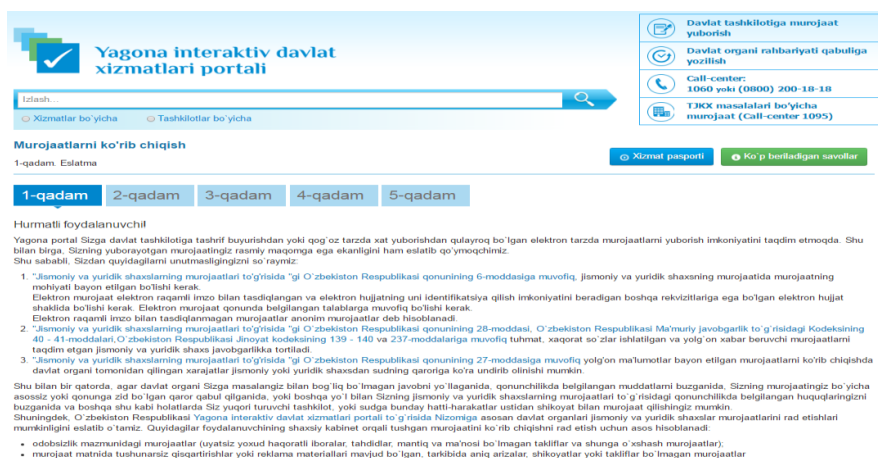 Yagona interaktiv davlat
xizmatlari portali
Davlat tashkilotiga murojaat
yuborish
Davlat organi rahbariyati qabuliga
yozilish
Call-center:
1060 yoki (0800) 200-18-18
TJKX masalalari bo'yicha
murojaat (Call-center 1095)
Izlash...
Xizmatlar bo`yicha
Tashkilotlar bo`yicha
Murojaatlarni ko'rib chiqish
1-qadam. Eslatma
Xizmat pasporti
Ko`p beriladigan savollar
1-qadam 2-qadam 3-qadam 4-qadam 5-qadam
Hurmatli foydalanuvchi!
Yagona portal Sizga davlat tashkilotiga tashrif buyurishdan yoki qog`oz tarzda xat yuborishdan qulayroq bo`lgan elektron tarzda murojaatlarni yuborish imkoniyatini taqdim etmoqda. Shu
bilan birga, Sizning yuborayotgan murojaatingiz rasmiy maqomga ega ekanligini ham eslatib qo`ymoqchimiz.
Shu sababli, Sizdan quyidagilarni unutmasligingizni so`raymiz:
1. "Jismoniy va yuridik shaxslarning murojaatlari to'g'risida "gi O`zbekiston Respublikasi qonunining 6-moddasiga muvofiq, jismoniy va yuridik shaxsning murojaatida murojaatning
mohiyati bayon etilgan bo'lishi kerak.
Elektron murojaat elektron raqamli imzo bilan tasdiqlangan va elektron hujjatning uni identifikatsiya qilish imkoniyatini beradigan boshqa rekvizitlariga ega bo'lgan elektron hujjat
shaklida bo'lishi kerak. Elektron murojaat qonunda belgilangan talablarga muvofiq bo'lishi kerak.
Elektron raqamli imzo bilan tasdiqlanmagan murojaatlar anonim murojaatlar deb hisoblanadi.
2. "Jismoniy va yuridik shaxslarning murojaatlari to'g'risida "gi O`zbekiston Respublikasi qonunining 28-moddasi, O`zbekiston Respublikasi Ma'muriy javobgarlik to`g`risidagi Kodeksining
40 - 41-moddalari,O`zbekiston Respublikasi Jinoyat kodeksining 139 - 140 va 237-moddalariga muvofiq tuhmat, xaqorat so`zlar ishlatilgan va yolg`on xabar beruvchi murojaatlarni
taqdim etgan jismoniy va yuridik shaxs javobgarlikka tortiladi.
3. "Jismoniy va yuridik shaxslarning murojaatlari to'g'risida "gi O`zbekiston Respublikasi qonunining 27-moddasiga muvofiq yolg'on ma'lumotlar bayon etilgan murojaatlarni ko'rib chiqishda
davlat organi tomonidan qilingan xarajatlar jismoniy yoki yuridik shaxsdan sudning qaroriga ko'ra undirib olinishi mumkin.
Shu bilan bir qatorda, agar davlat organi Sizga masalangiz bilan bog`liq bo`lmagan javobni yo`llaganida, qonunchilikda belgilangan muddatlarni buzganida, Sizning murojaatingiz bo`yicha
asossiz yoki qonunga zid bo`lgan qaror qabul qilganida, yoki boshqa yo`l bilan Sizning jismoniy va yuridik shaxslarning murojaatlari to`g`risidagi qonunchilikda belgilangan huquqlaringizni
buzganida va boshqa shu kabi holatlarda Siz yuqori turuvchi tashkilot, yoki sudga bunday hatti-harakatlar ustidan shikoyat bilan murojaat qilishingiz mumkin.
Shuningdek, O`zbekiston Respublikasi Yagona interaktiv davlat xizmatlari portali to`g`risida Nizomiga asosan davlat organlari jismoniy va yuridik shaxslar murojaatlarini rad etishlari
mumkinligini eslatib o`tamiz. Quyidagilar foydalanuvchining shaxsiy kabinet orqali tushgan murojaatini ko`rib chiqishni rad etish uchun asos hisoblanadi:
• odobsizlik mazmunidagi murojaatlar (uyatsiz yoxud haqoratli iboralar, tahdidlar, mantiq va ma'nosi bo`lmagan takliflar va shunga o`xshash murojaatlar);
• murojaat matnida tushunarsiz qisqartirishlar yoki reklama materiallari mavjud bo`lgan, tarkibida aniq arizalar, shikoyatlar yoki takliflar bo`lmagan murojaatlar